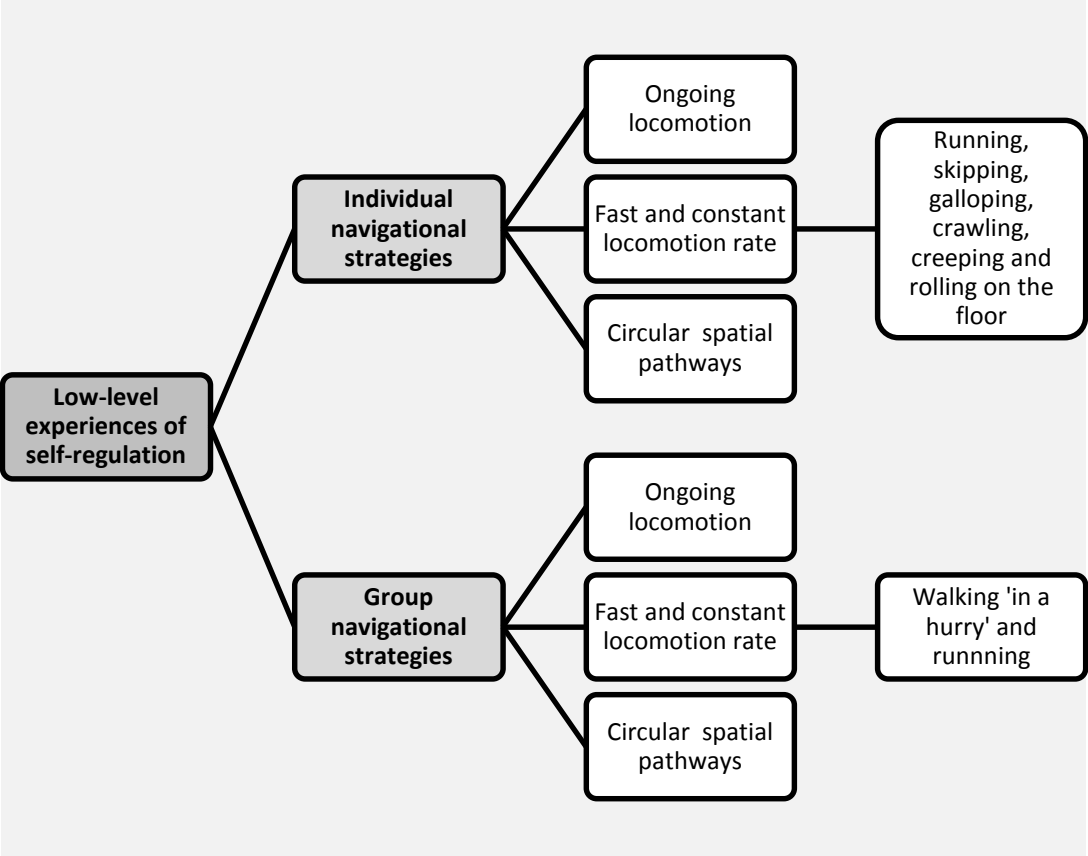 Low-level
experiences of
self-regulation
Individual
navigational
strategies
Ongoing
locomotion
Fast and constant
locomotion rate
Running,
skipping,
galloping,
crawling,
creeping and
rolling on the
floor
Circular  spatial
pathways
Group
navigational
strategies
Ongoing
locomotion
Fast and constant
locomotion rate
Walking 'in a
hurry' and
runnning
Circular  spatial
pathways